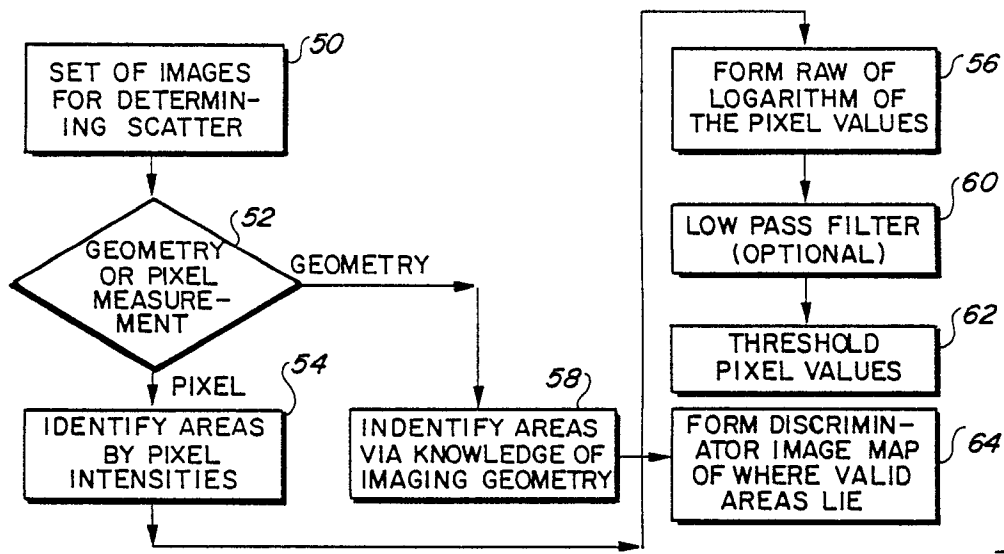 50
SET OF IMAGES
FOR DETERMIN-
ING SCATTER
52
GEOMETRY
OR PIXEL
MEASURE-
MENT
GEOMETRY
PIXEL
54
IDENTIFY AREAS
BY PIXEL
INTENSITIES
58
INDENTIFY AREAS
VIA KNOWLEDGE OF
IMAGING GEOMETRY
56
FORM RAW OF
LOGARITHM OF
THE PIXEL VALUES
60
LOW PASS FILTER
(OPTIONAL)
62
THRESHOLD
PIXEL VALUES
64
FORM DISCRIMIN-
ATOR IMAGE MAP
OF WHERE VALID
AREAS LIE